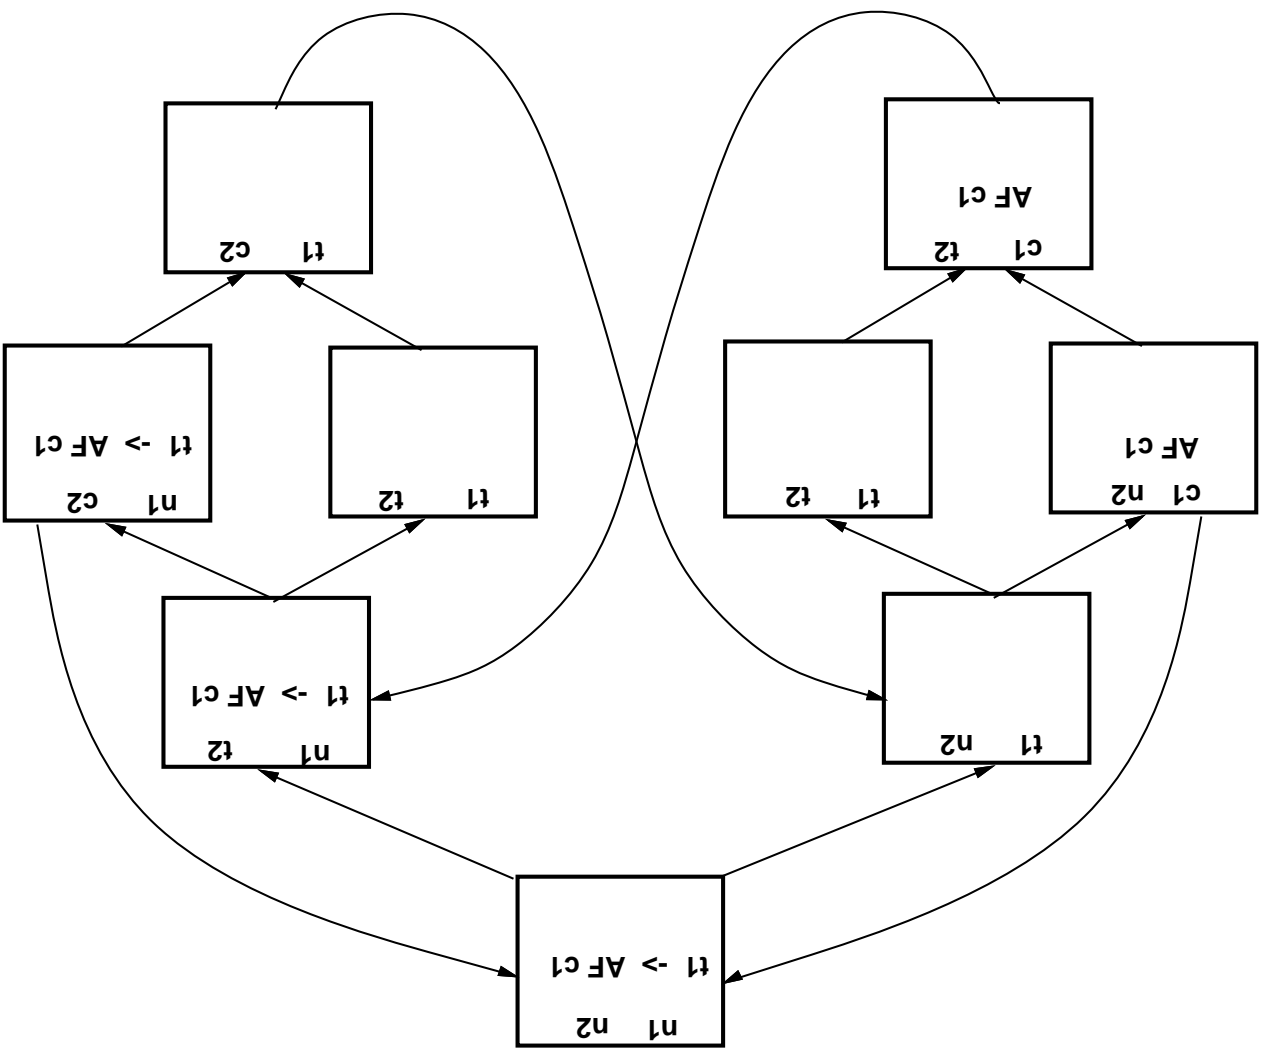 n1 n2
t1 -> AF c1
t1 n2
n1 t2
t1 -> AF c1
c1 n2
AF c1
t1 t2
t1 t2
n1 c2
t1 -> AF c1
c1 t2
AF c1
t1 c2